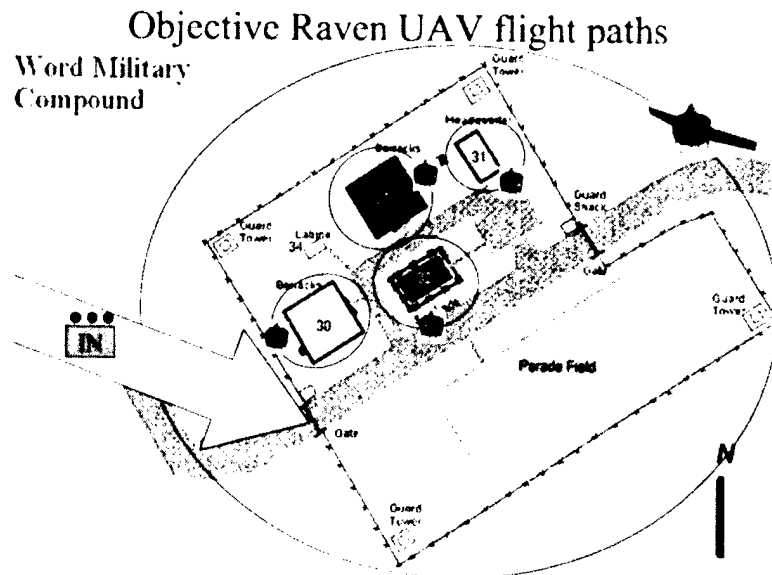 Objective Raven UAV flight paths
Word Military
Compound
Guard
Tower
Headquarters
31
Barracks
Guard
Shack
Guard
Tower
Latrine
34
Gate
Barracks
30
IN
Guard
Tower
Parade Field
Gate
N
Guard
Tower